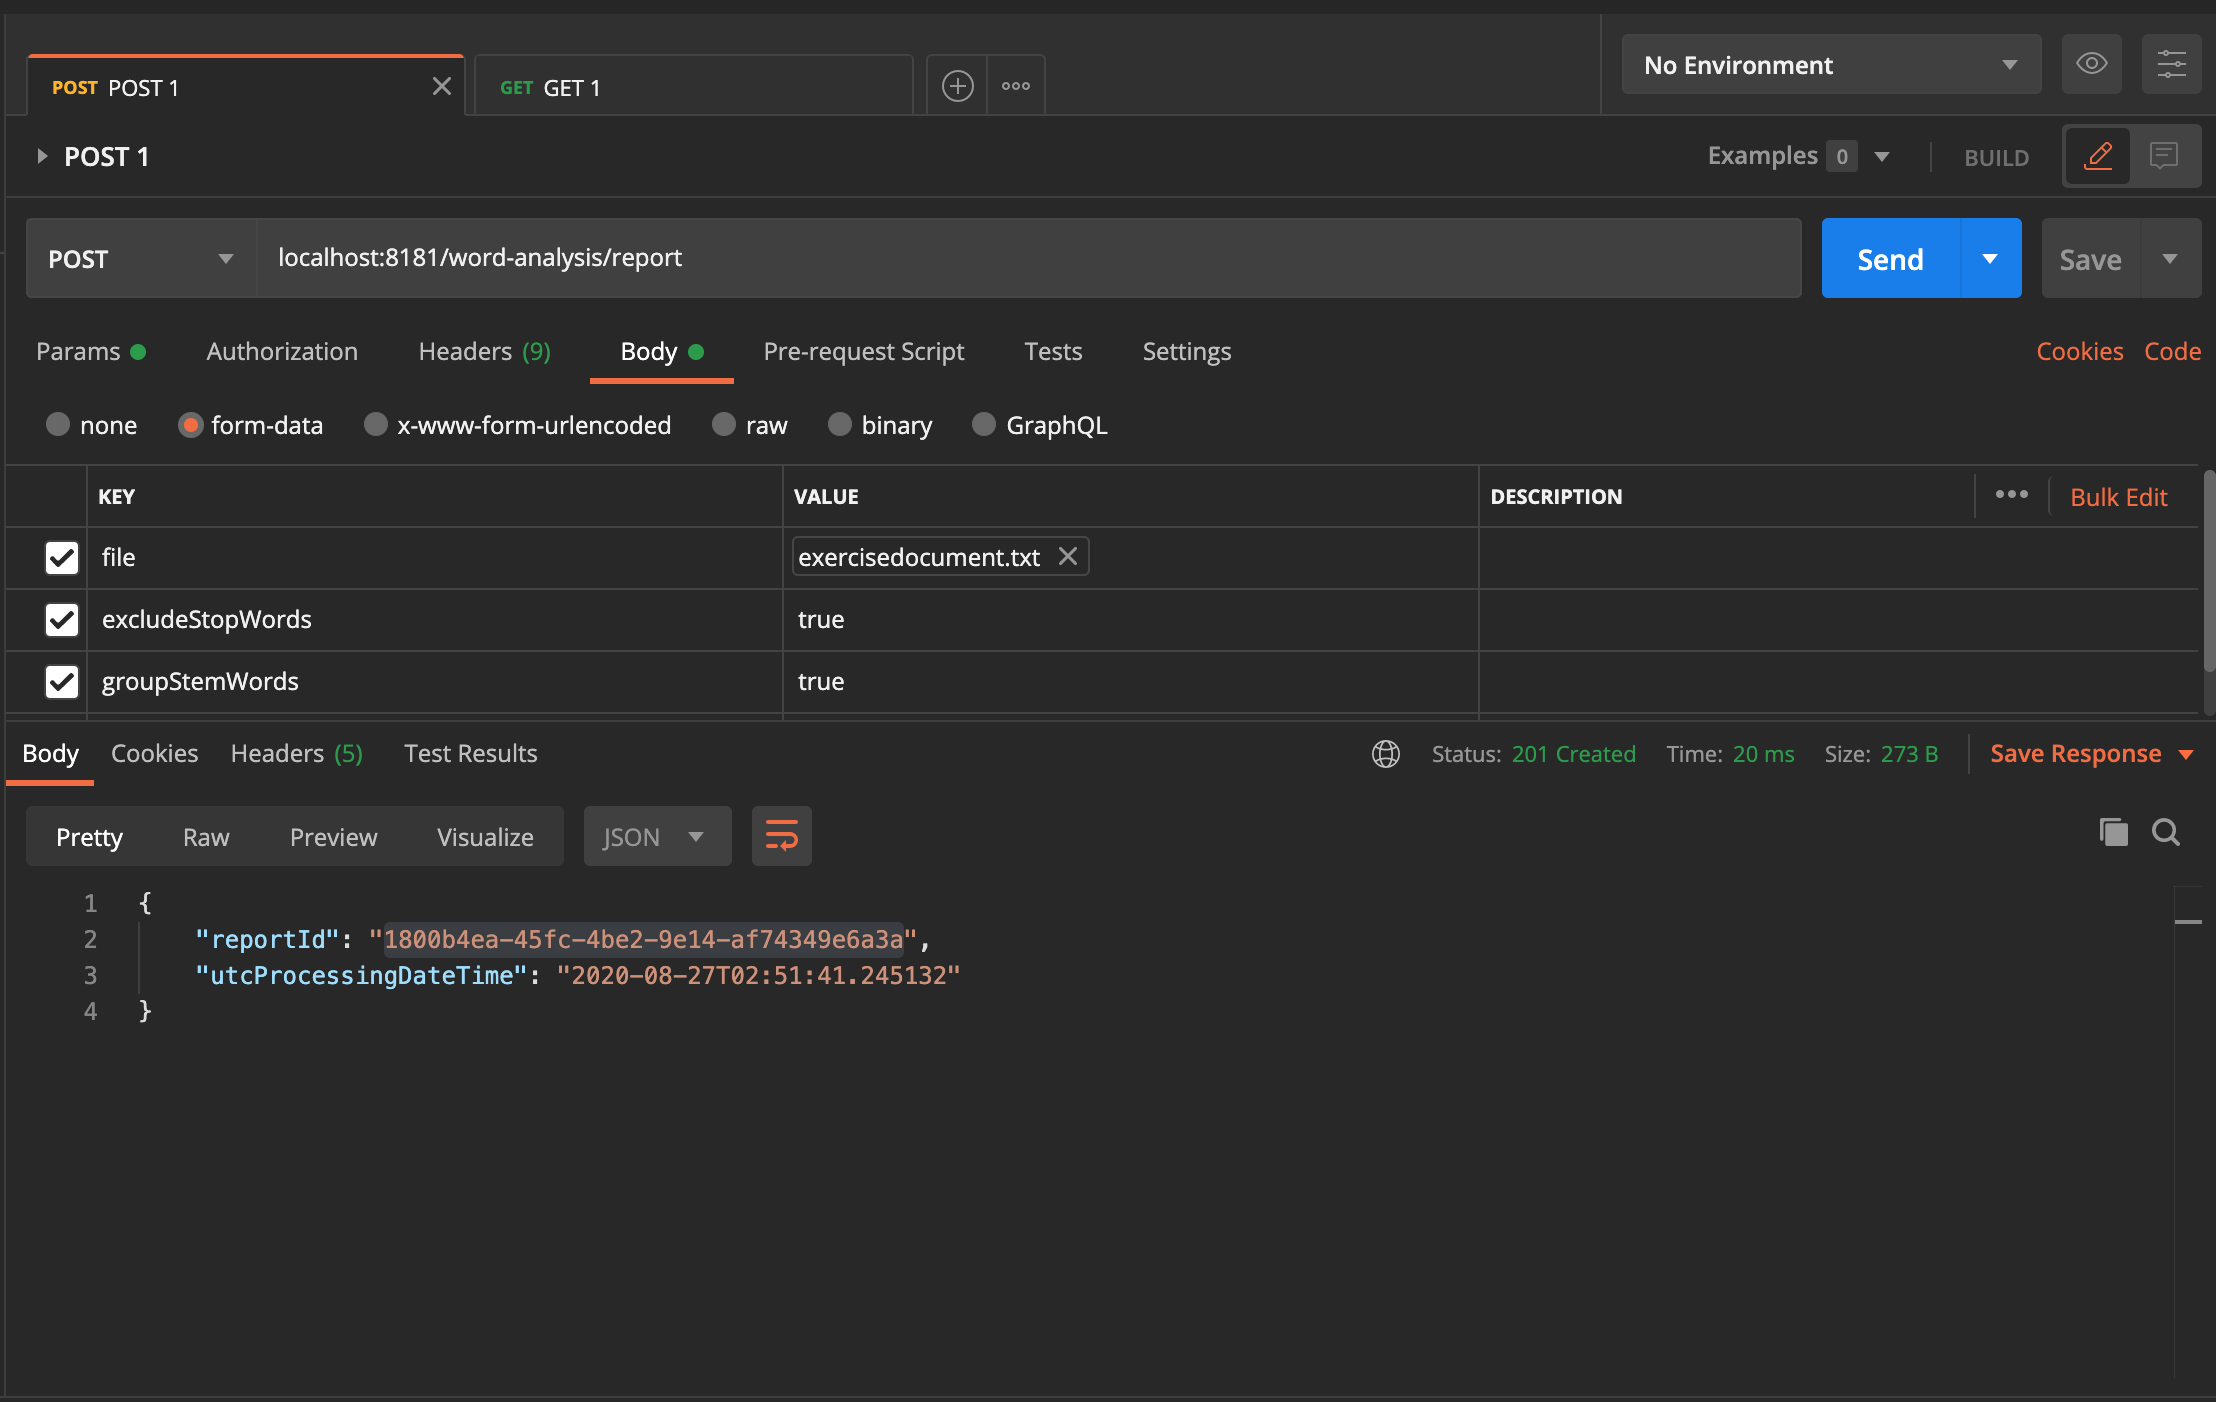 POST POST 1 GET GET 1 No Environment
POST 1 Examples 0 BUILD
POST localhost:8181/word-analysis/report Send Save
Params Authorization Headers (9) Body Pre-request Script Tests Settings Cookies Code
none form-data x-www-form-urlencoded raw binary GraphQL
KEY VALUE DESCRIPTION Bulk Edit
file exercisedocument.txt
excludeStopWords true
groupStemWords true
Body Cookies Headers (5) Test Results Status: 201 Created Time: 20 ms Size: 273 B Save Response
Pretty Raw Preview Visualize JSON
1 {
2 "reportId": "1800b4ea-45fc-4be2-9e14-af74349e6a3a",
3 "utcProcessingDateTime": "2020-08-27T02:51:41.245132"
4 }